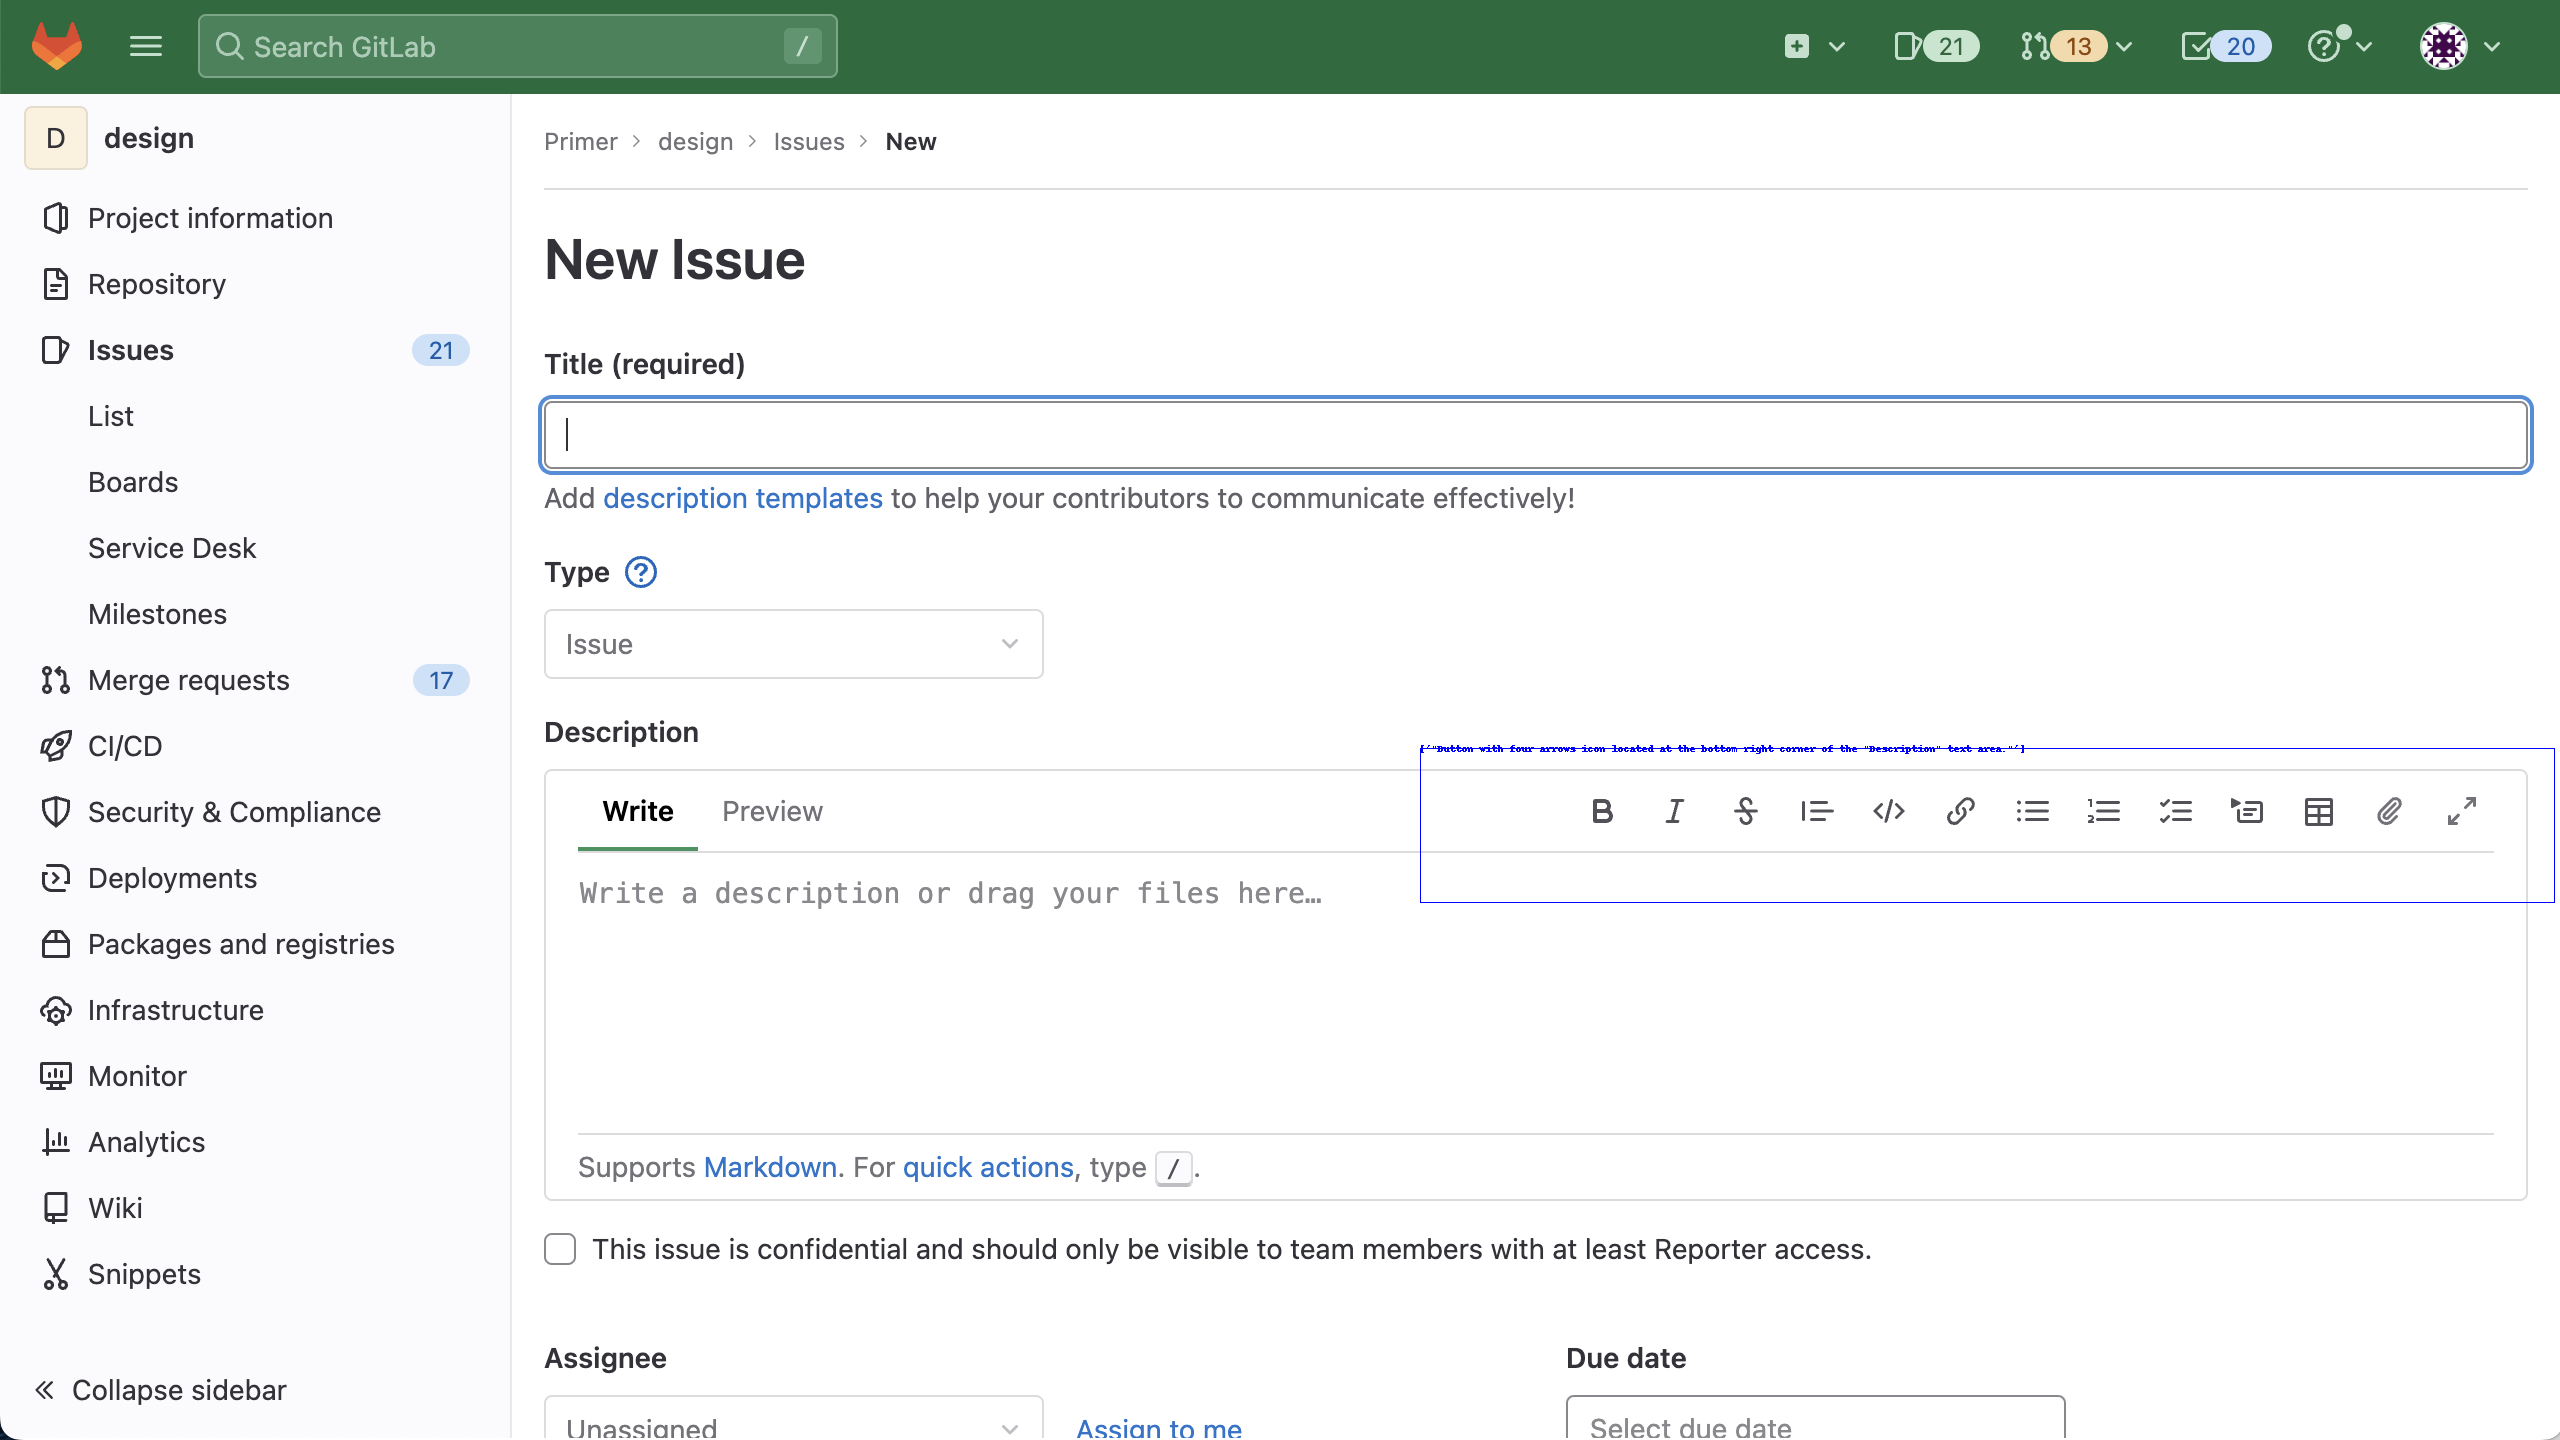 Search GitLab /
21
13
20
D design
Project information
Repository
Issues 21
List
Boards
Service Desk
Milestones
Merge requests 17
CI/CD
Security & Compliance
Deployments
Packages and registries
Infrastructure
Monitor
Analytics
Wiki
Snippets
Collapse sidebar
Primer > design > Issues > New
New Issue
Title (required)
Add description templates to help your contributors to communicate effectively!
Type
Issue
Description
['"Button with four arrows icon located at the bottom right corner of the "Description" text area."']
Write Preview
Write a description or drag your files here…
Supports Markdown. For quick actions, type /.
This issue is confidential and should only be visible to team members with at least Reporter access.
Assignee
Unassigned
Assign to me
Due date
Select due date